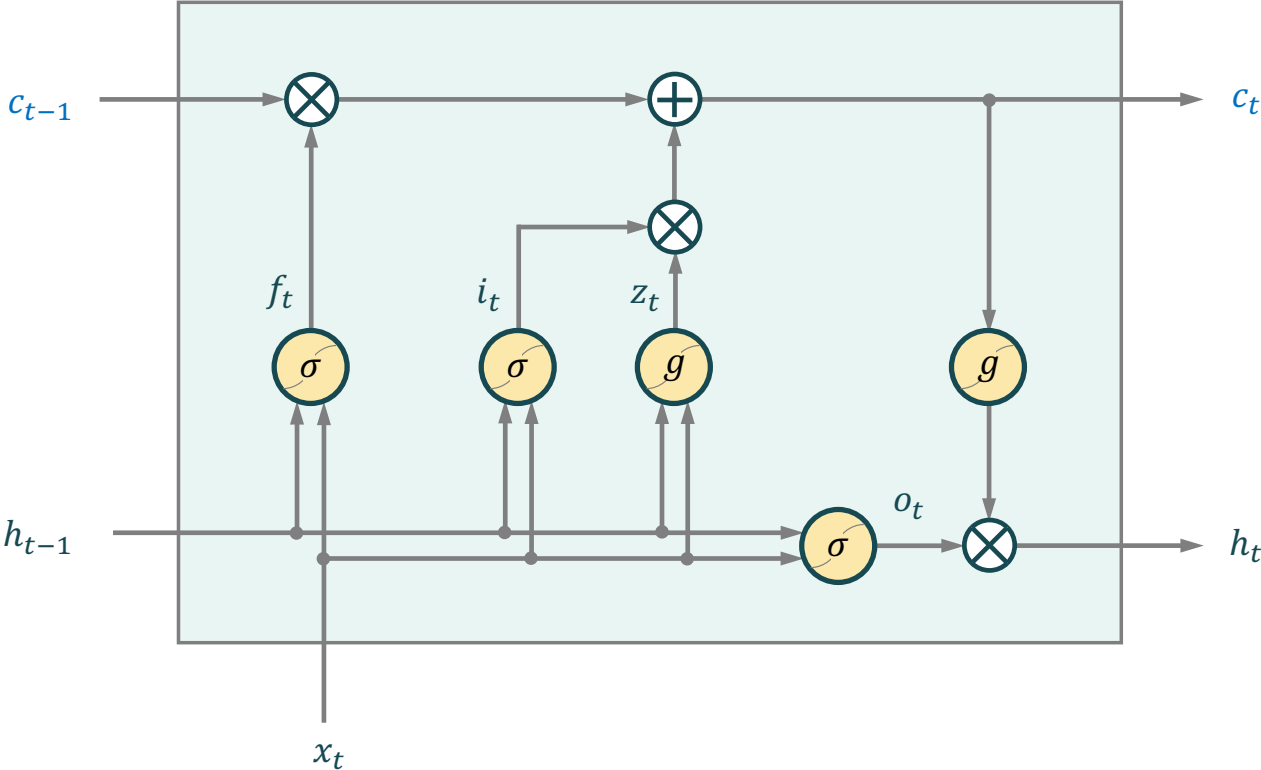 c_{t−1}
c_t
f_t
i_t
z_t
σ
σ
g
g
h_{t−1}
o_t
σ
h_t
x_t